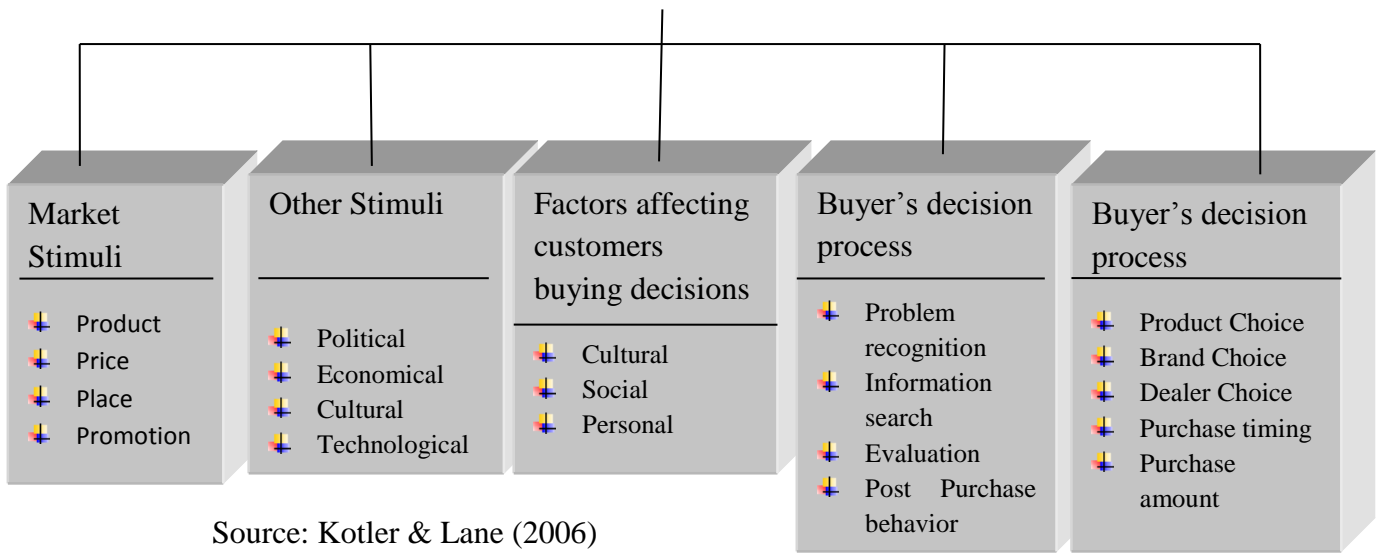 Market
Stimuli
Product
Price
Place
Promotion
Other Stimuli
Political
Economical
Cultural
Technological
Factors affecting
customers
buying decisions
Cultural
Social
Personal
Buyer’s decision
process
Problem
recognition
Information
search
Evaluation
Post Purchase
behavior
Buyer’s decision
process
Product Choice
Brand Choice
Dealer Choice
Purchase timing
Purchase
amount
Source: Kotler & Lane (2006)